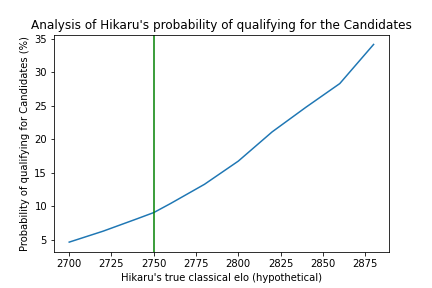 Analysis of Hikaru's probability of qualifying for the Candidates
Probability of qualifying for Candidates (%)
35
30
25
20
15
10
5
2700 2725 2750 2775 2800 2825 2850 2875
Hikaru's true classical elo (hypothetical)